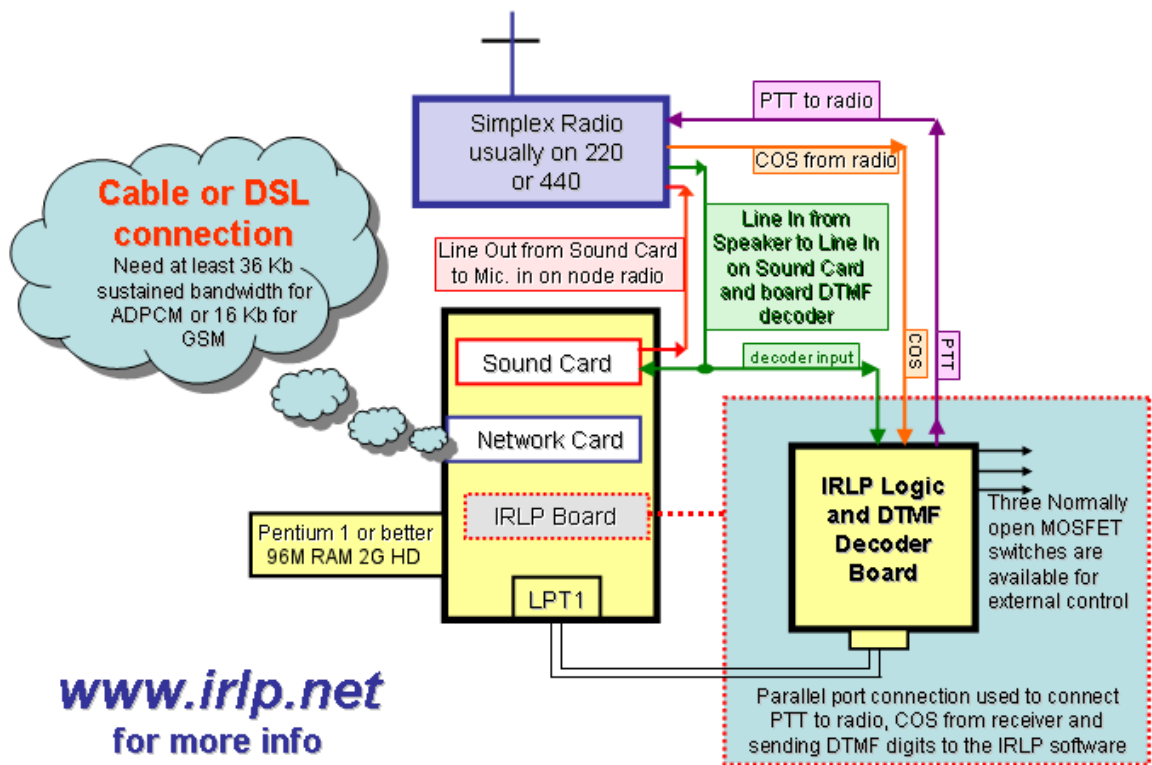 Simplex Radio
usually on 220
or 440
PTT to radio
COS from radio
Cable or DSL
connection
Need at least 36 Kb
sustained bandwidth for
ADPCM or 16 Kb for
GSM
Line Out from Sound Card
to Mic. in on node radio
Line In from
Speaker to Line In
on Sound Card
and board DTMF
decoder
decoder input
COS
PTT
Sound Card
Network Card
IRLP Board
LPT1
Pentium 1 or better
96M RAM 2G HD
IRLP Logic
and DTMF
Decoder
Board
Three Normally
open MOSFET
switches are
available for
external control
Parallel port connection used to connect
PTT to radio, COS from receiver and
sending DTMF digits to the IRLP software
www.irlp.net
for more info